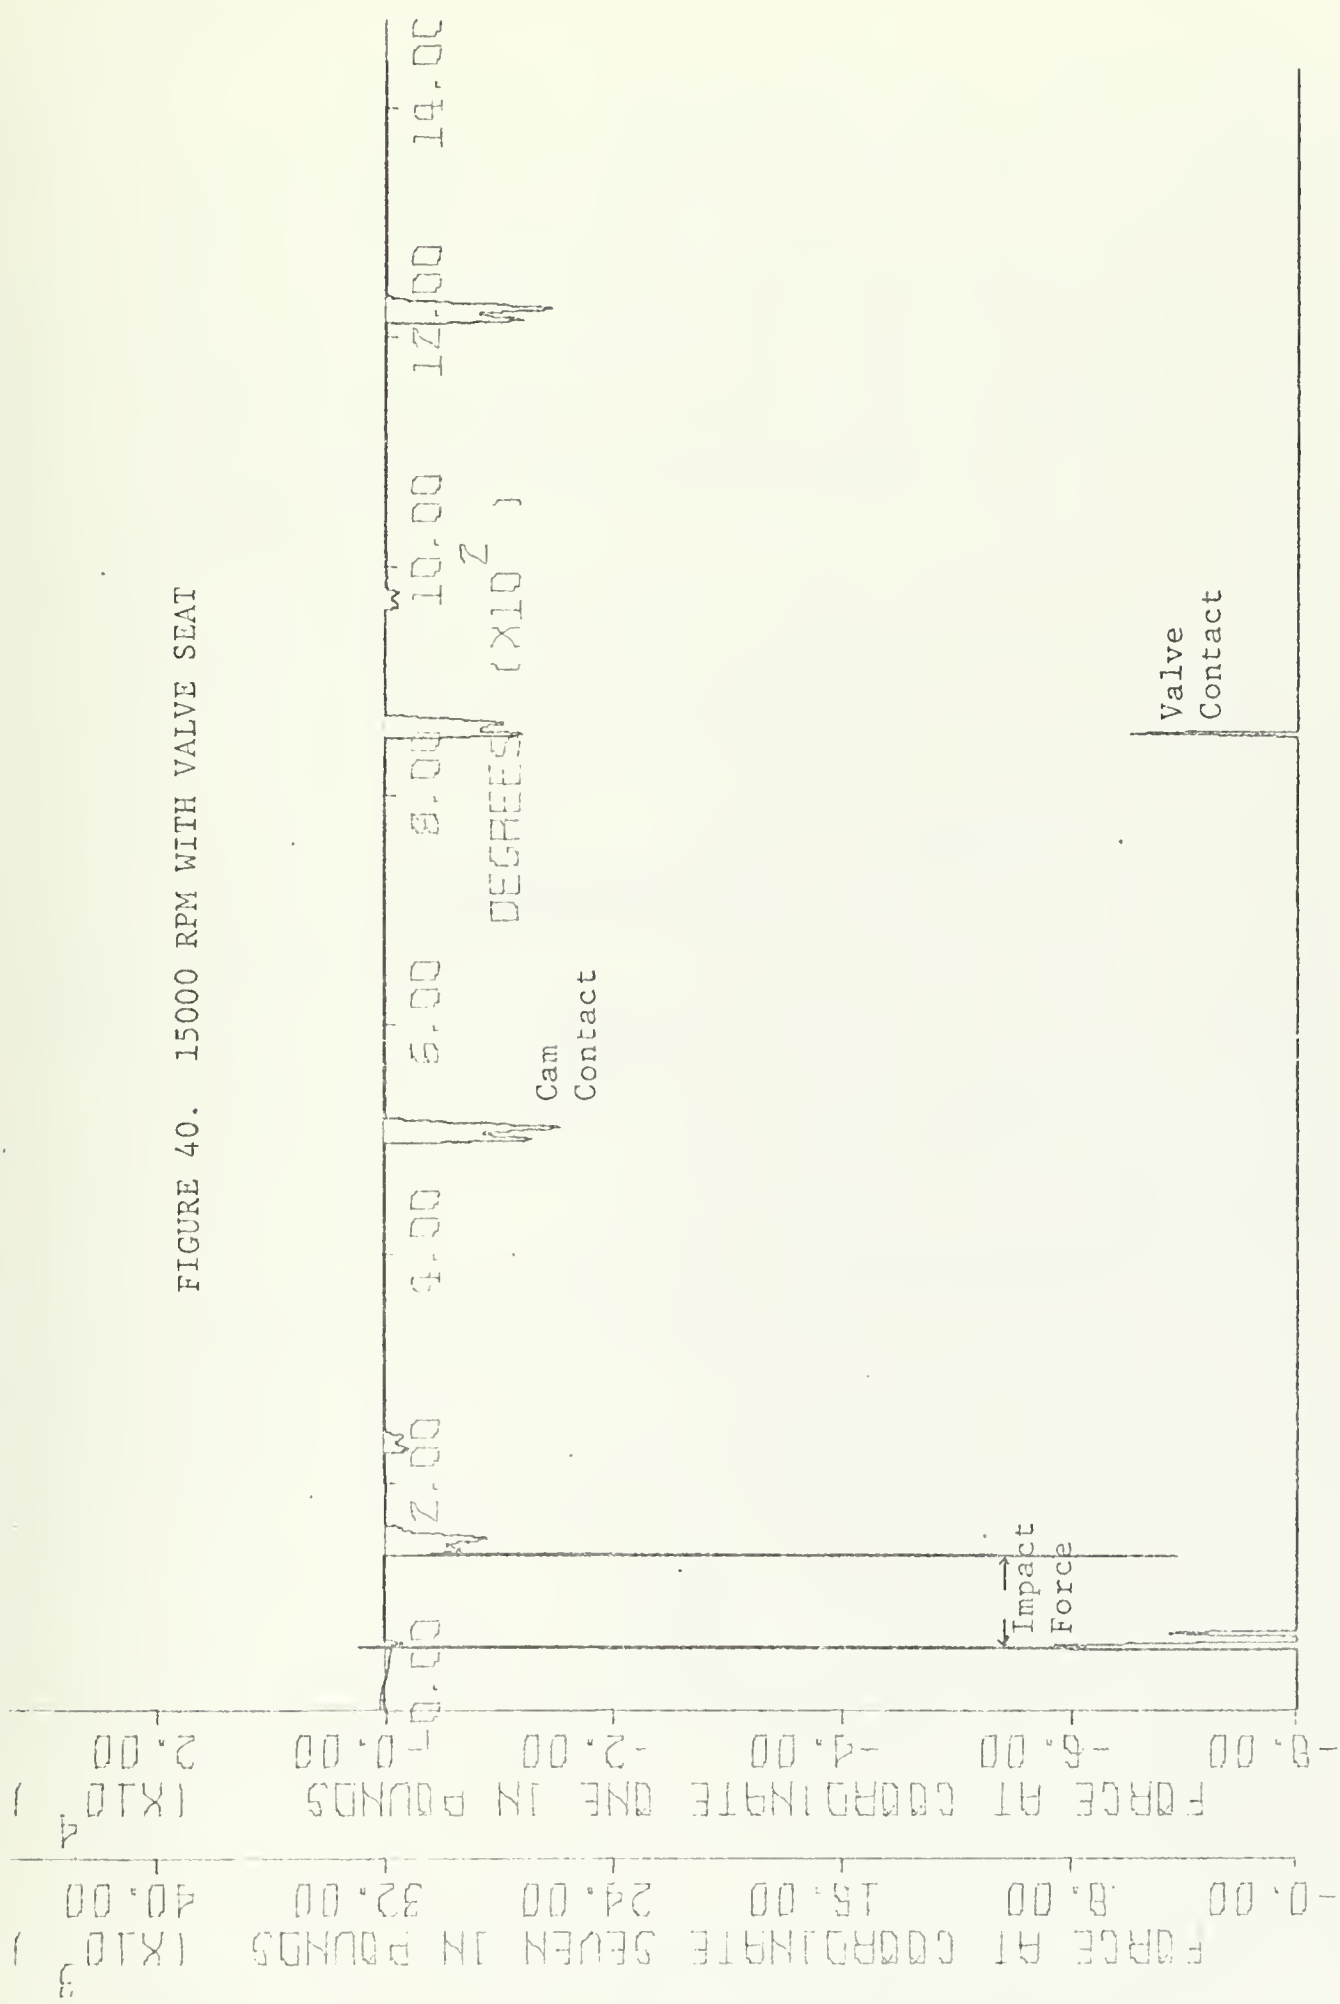 FIGURE 40. 15000 RPM WITH VALVE SEAT
0.00 2.00 4.00 6.00 8.00 10.00 12.00 14.00
DEGREES (X10 2 )
Cam
Contact
Valve
Contact
Impact
Force
FORCE AT COORDINATE ONE IN POUNDS (X10 4 )
-8.00 -6.00 -4.00 -2.00 -0.00 2.00
FORCE AT COORDINATE SEVEN IN POUNDS (X10 3 )
-0.00 8.00 16.00 24.00 32.00 40.00